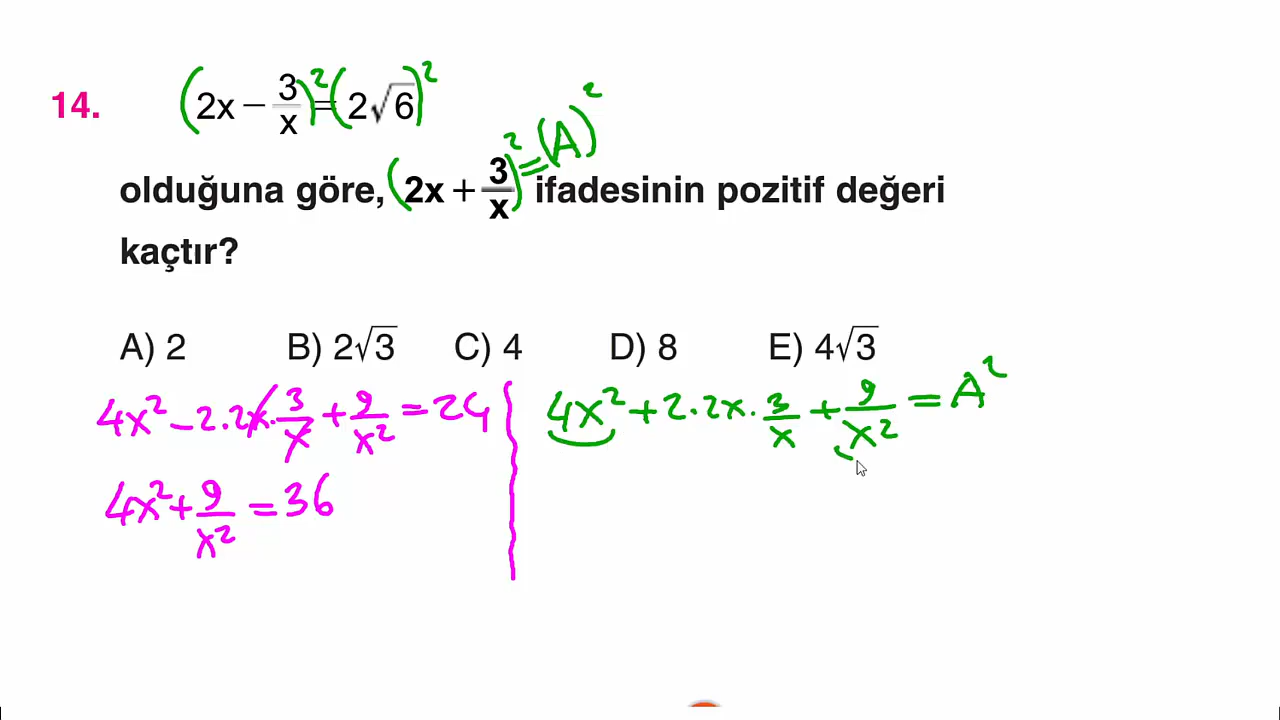 14. (2x − 3/x)² = (2√6)²
olduğuna göre, (2x + 3/x)² = (A)² ifadesinin pozitif değeri
kaçtır?
A) 2 B) 2√3 C) 4 D) 8 E) 4√3
4x² − 2.2x.3/x + 9/x² = 24
4x² + 9/x² = 36
4x² + 2.2x.3/x + 9/x² = A²